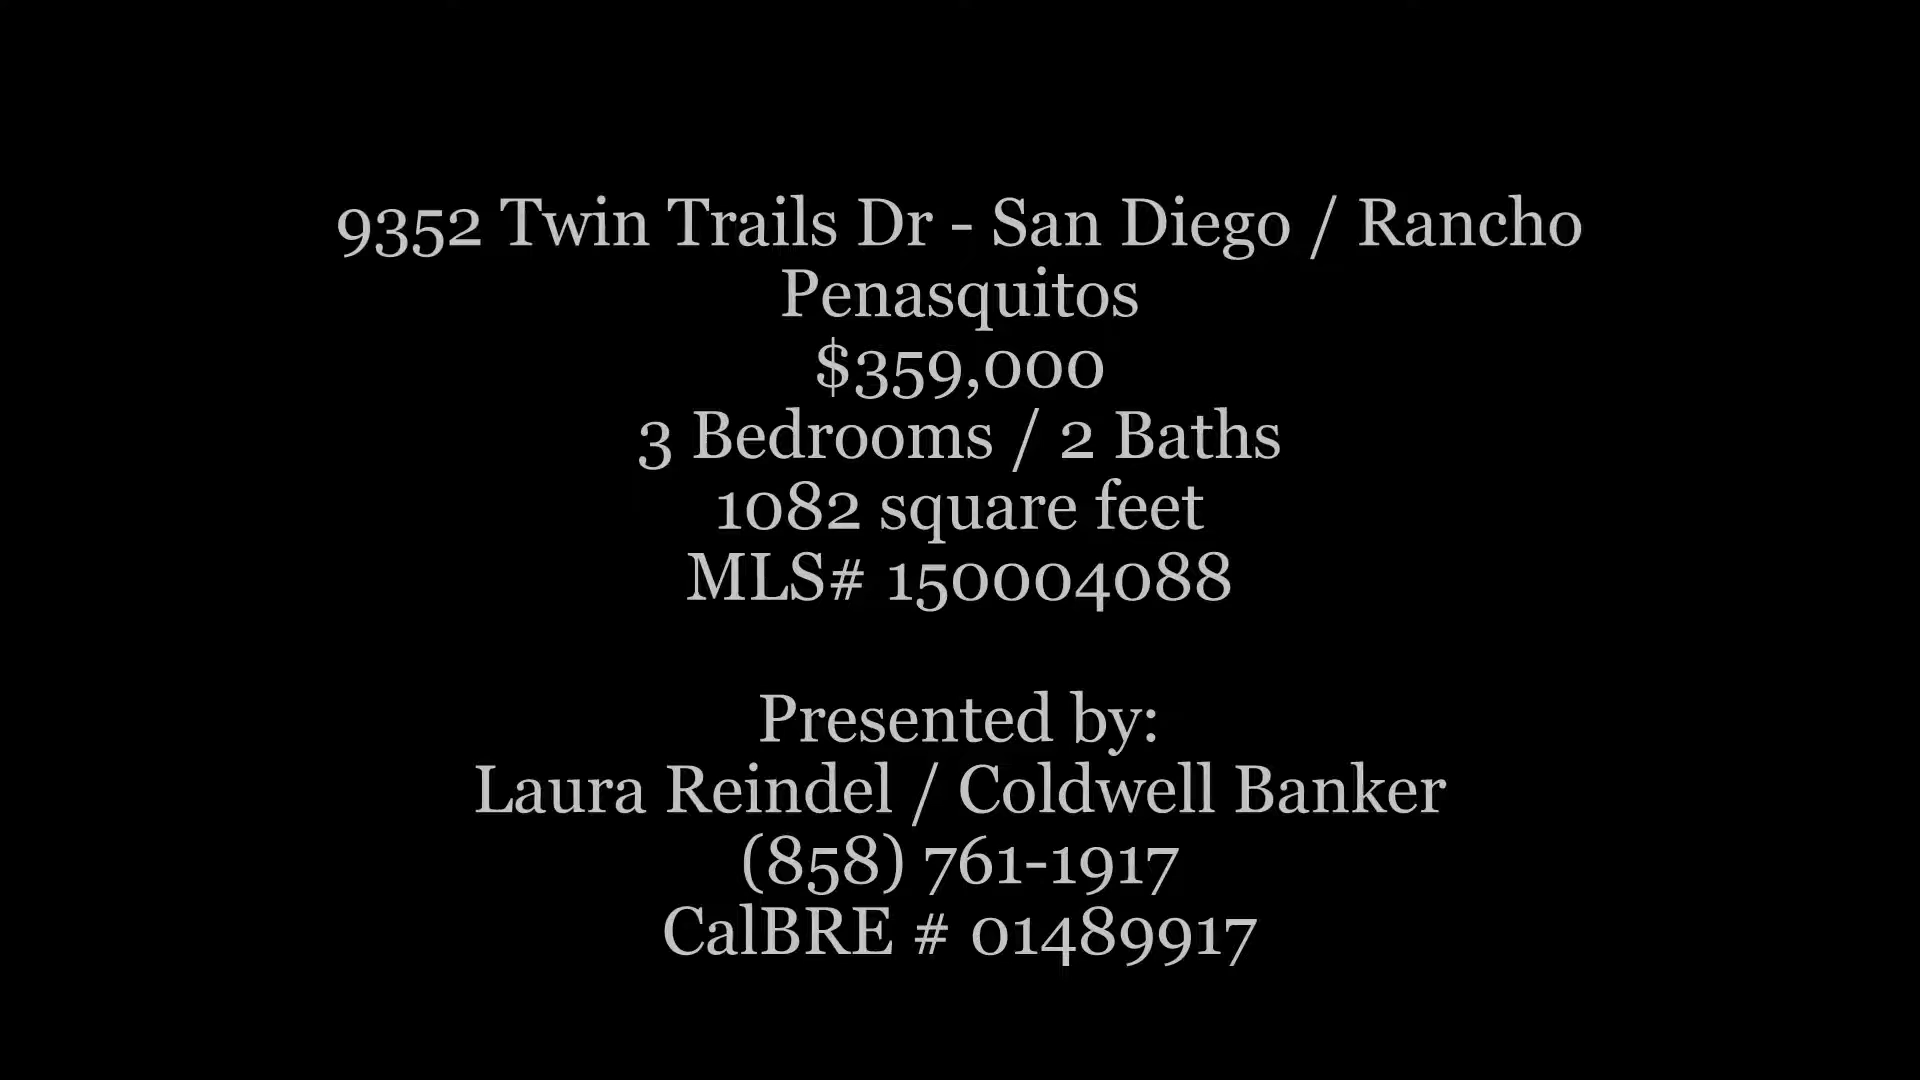 9352 Twin Trails Dr - San Diego / Rancho
Penasquitos
$359,000
3 Bedrooms / 2 Baths
1082 square feet
MLS# 150004088
Presented by:
Laura Reindel / Coldwell Banker
(858) 761-1917
CalBRE # 01489917